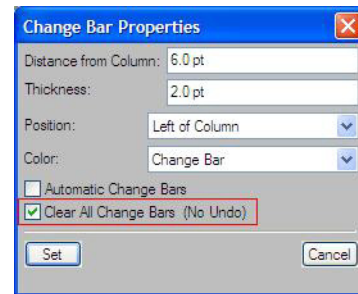 Change Bar Properties
Distance from Column: 6.0 pt
Thickness: 2.0 pt
Position: Left of Column
Color: Change Bar
Automatic Change Bars
Clear All Change Bars (No Undo)
Set Cancel